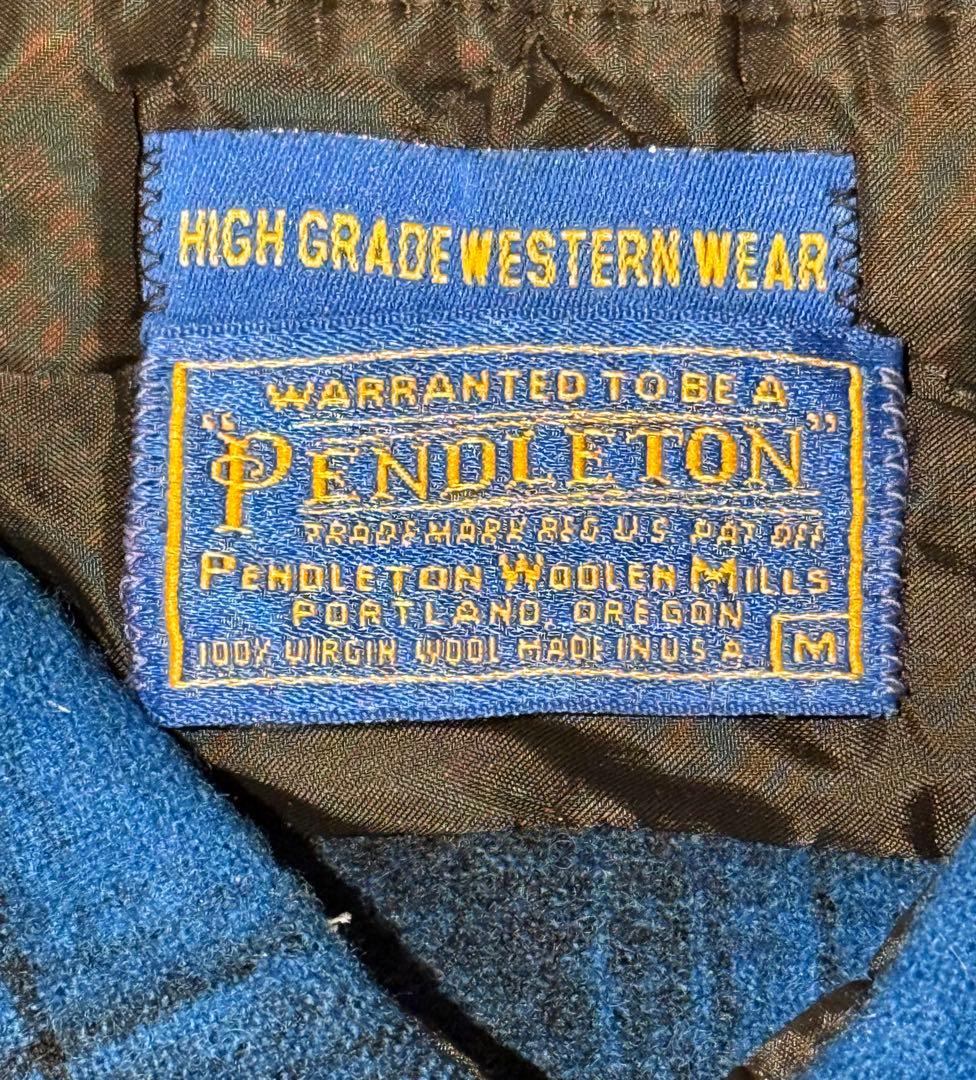 HIGH GRADE WESTERN WEAR
WARRANTED TO BE A
"PENDLETON"
TRADE MARK REG U.S. PAT OFF
PENDLETON WOOLEN MILLS
PORTLAND, OREGON
100% VIRGIN WOOL MADE IN U S A
M